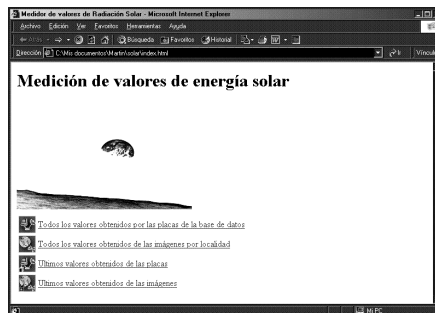 Medidor de valores de Radiación Solar - Microsoft Internet Explorer
Archivo Edición Ver Favoritos Herramientas Ayuda
Atrás Búsqueda Favoritos Historial
Dirección C:\Mis documentos\Martin\solar\index.html Ir Vínculos
Medición de valores de energía solar
Todos los valores obtenidos por las placas de la base de datos
Todos los valores obtenidos de las imágenes por localidad
Ultimos valores obtenidos de las placas
Ultimos valores obtenidos de las imágenes
Mi PC